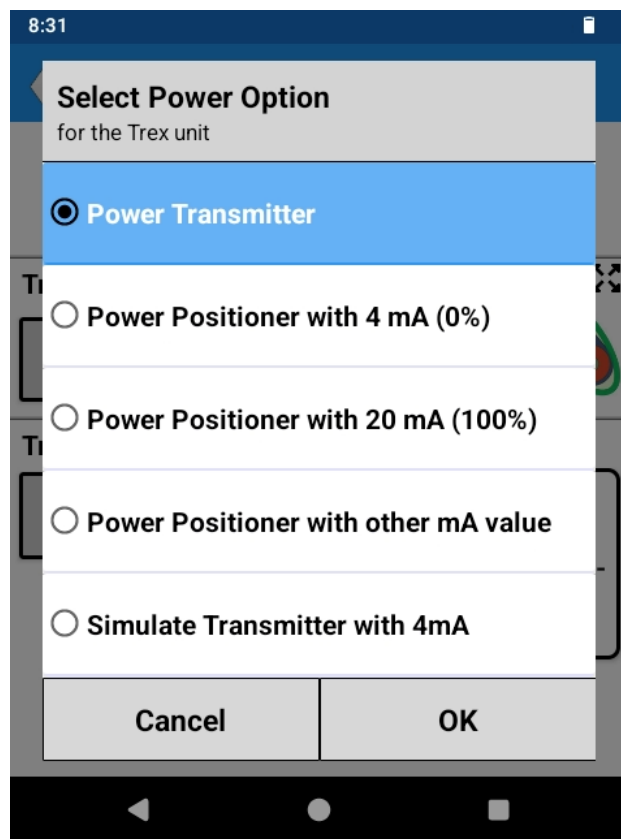 8:31
Select Power Option
for the Trex unit
Power Transmitter
Power Positioner with 4 mA (0%)
Power Positioner with 20 mA (100%)
Power Positioner with other mA value
Simulate Transmitter with 4mA
Cancel
OK